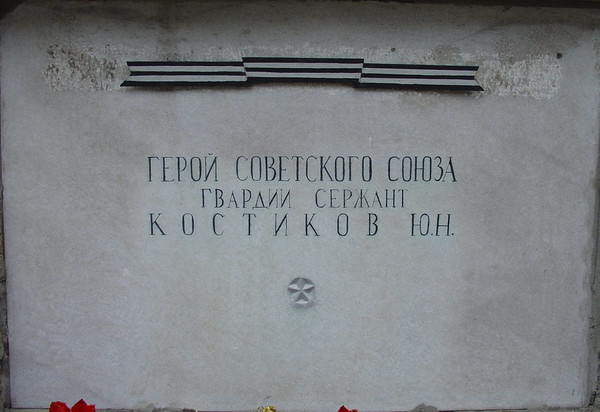 ГЕРОЙ СОВЕТСКОГО СОЮЗА
ГВАРДИИ СЕРЖАНТ
КОСТИКОВ Ю.Н.